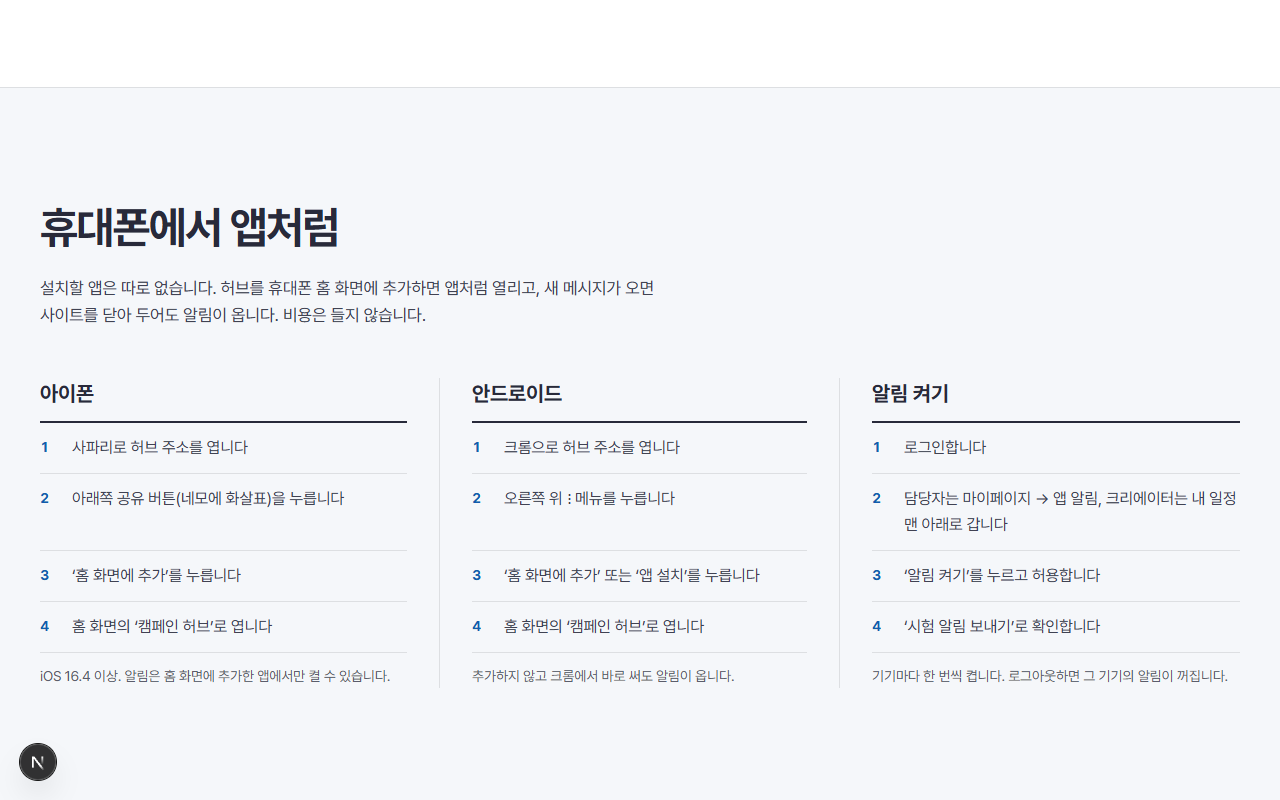 휴대폰에서 앱처럼
설치할 앱은 따로 없습니다. 허브를 휴대폰 홈 화면에 추가하면 앱처럼 열리고, 새 메시지가 오면
사이트를 닫아 두어도 알림이 옵니다. 비용은 들지 않습니다.
아이폰
1 사파리로 허브 주소를 엽니다
2 아래쪽 공유 버튼(네모에 화살표)을 누릅니다
3 ‘홈 화면에 추가’를 누릅니다
4 홈 화면의 ‘캠페인 허브’로 엽니다
iOS 16.4 이상. 알림은 홈 화면에 추가한 앱에서만 켤 수 있습니다.
안드로이드
1 크롬으로 허브 주소를 엽니다
2 오른쪽 위 ⋮ 메뉴를 누릅니다
3 ‘홈 화면에 추가’ 또는 ‘앱 설치’를 누릅니다
4 홈 화면의 ‘캠페인 허브’로 엽니다
추가하지 않고 크롬에서 바로 써도 알림이 옵니다.
알림 켜기
1 로그인합니다
2 담당자는 마이페이지 → 앱 알림, 크리에이터는 내 일정
맨 아래로 갑니다
3 ‘알림 켜기’를 누르고 허용합니다
4 ‘시험 알림 보내기’로 확인합니다
기기마다 한 번씩 켭니다. 로그아웃하면 그 기기의 알림이 꺼집니다.
N